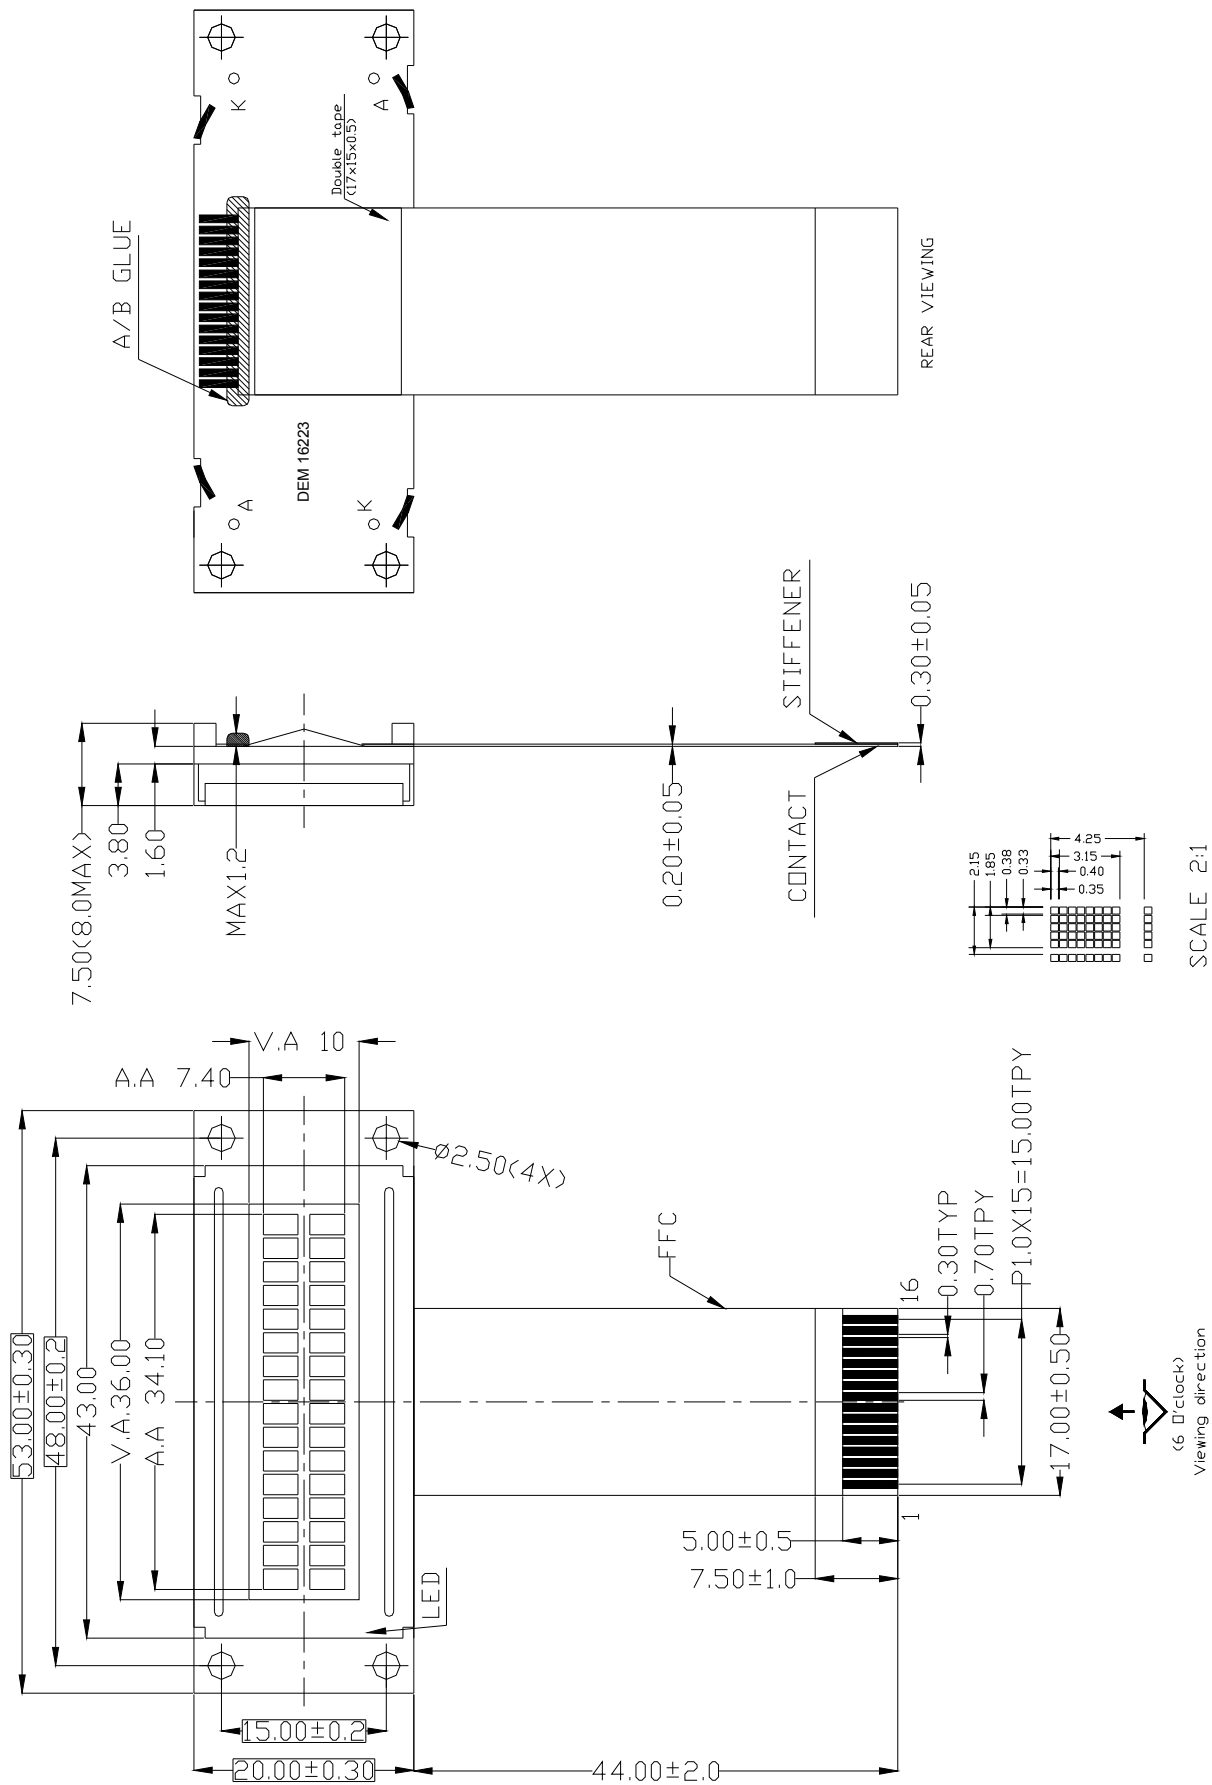 53.00±0.30
48.00±0.2
43.00
V.A.36.00
A.A 34.10
A.A 7.40
V.A 10
Ø2.50(4X)
LED
15.00±0.2
20.00±0.30
44.00±2.0
FFC
5.00±0.5
7.50±1.0
1
16
0.30TYP
0.70TPY
P1.0X15=15.00TPY
17.00±0.50
(6 O'clock)
Viewing direction
7.50(8.0MAX)
3.80
1.60
MAX1.2
0.20±0.05
CONTACT
STIFFENER
0.30±0.05
2.15
1.85
0.38
0.33
4.25
3.15
0.40
0.35
SCALE 2:1
A/B GLUE
Double tape
(17x15x0.5)
K
A
A
K
DEM 16223
REAR VIEWING